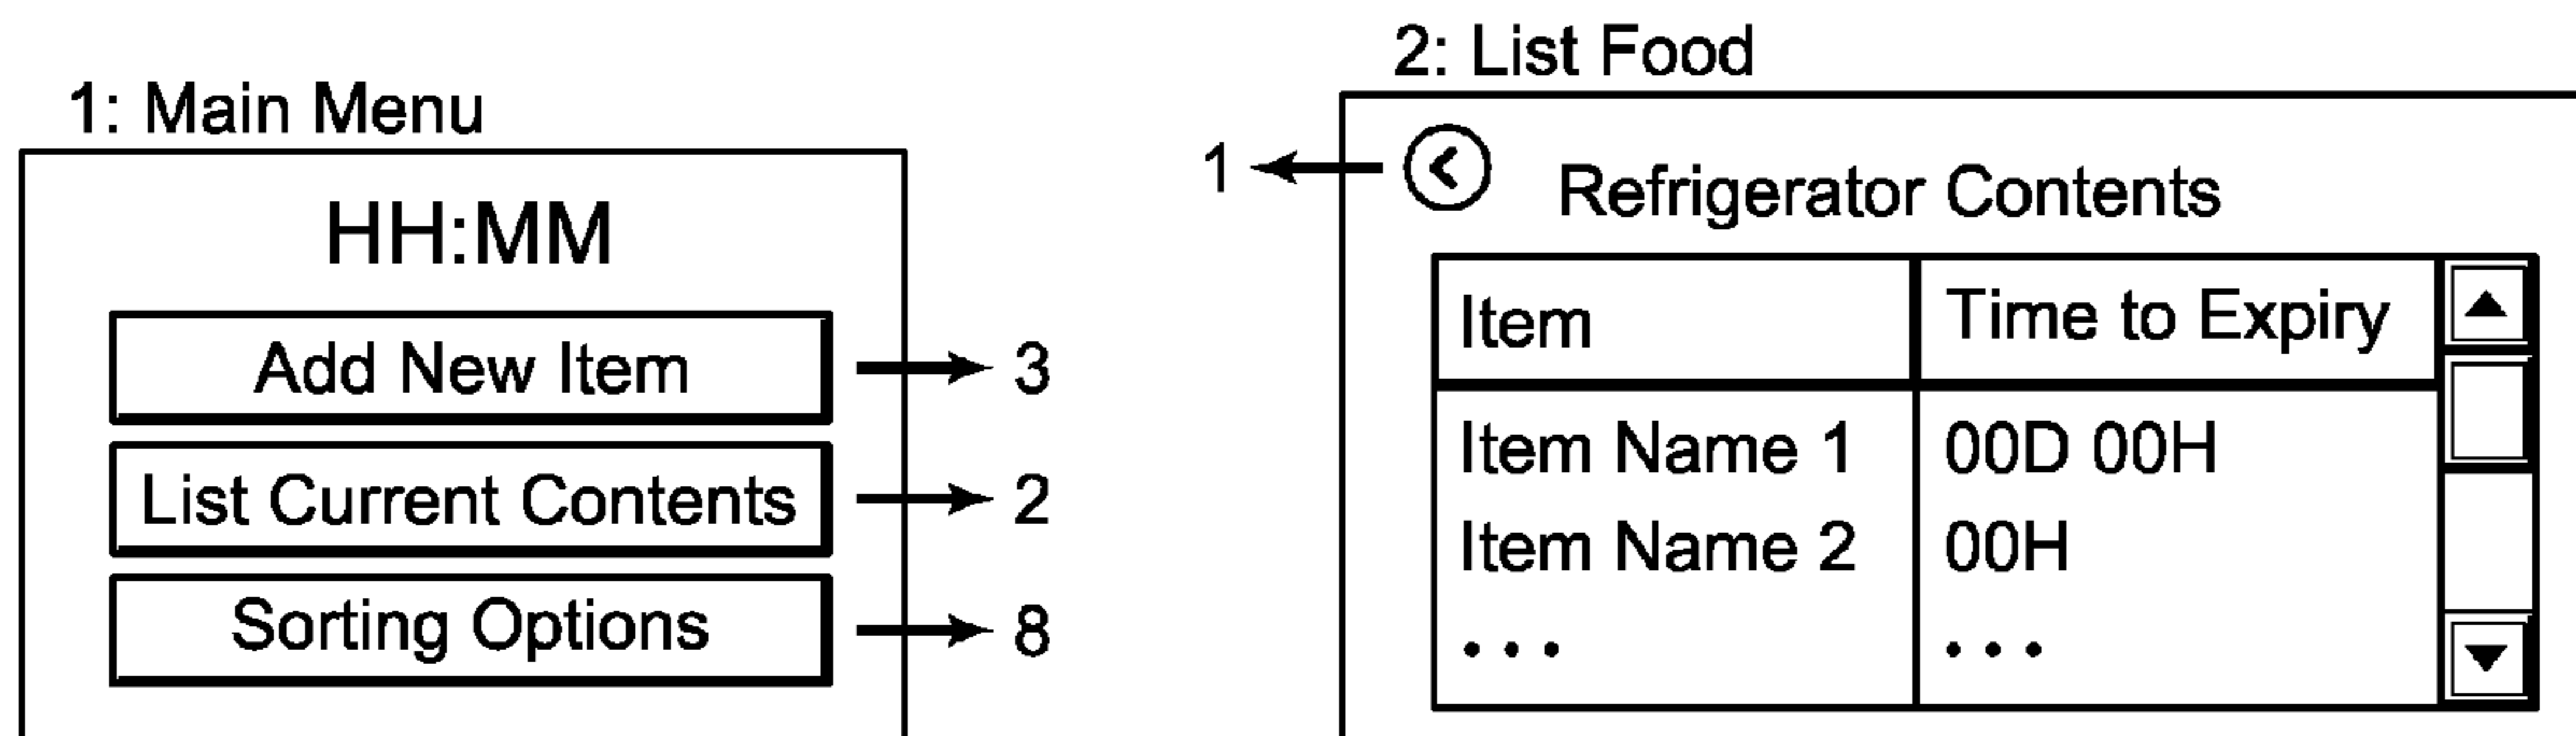 1: Main Menu
HH:MM
Add New Item
3
List Current Contents
2
Sorting Options
8
2: List Food
1
Refrigerator Contents
Item Time to Expiry
Item Name 1 00D 00H
Item Name 2 00H
... ...